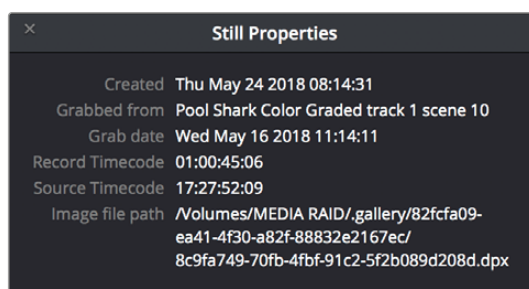 Still Properties
Created Thu May 24 2018 08:14:31
Grabbed from Pool Shark Color Graded track 1 scene 10
Grab date Wed May 16 2018 11:14:11
Record Timecode 01:00:45:06
Source Timecode 17:27:52:09
Image file path /Volumes/MEDIA RAID/.gallery/82fcfa09-
ea41-4f30-a82f-88832e2167ec/
8c9fa749-70fb-4fbf-91c2-5f2b089d208d.dpx